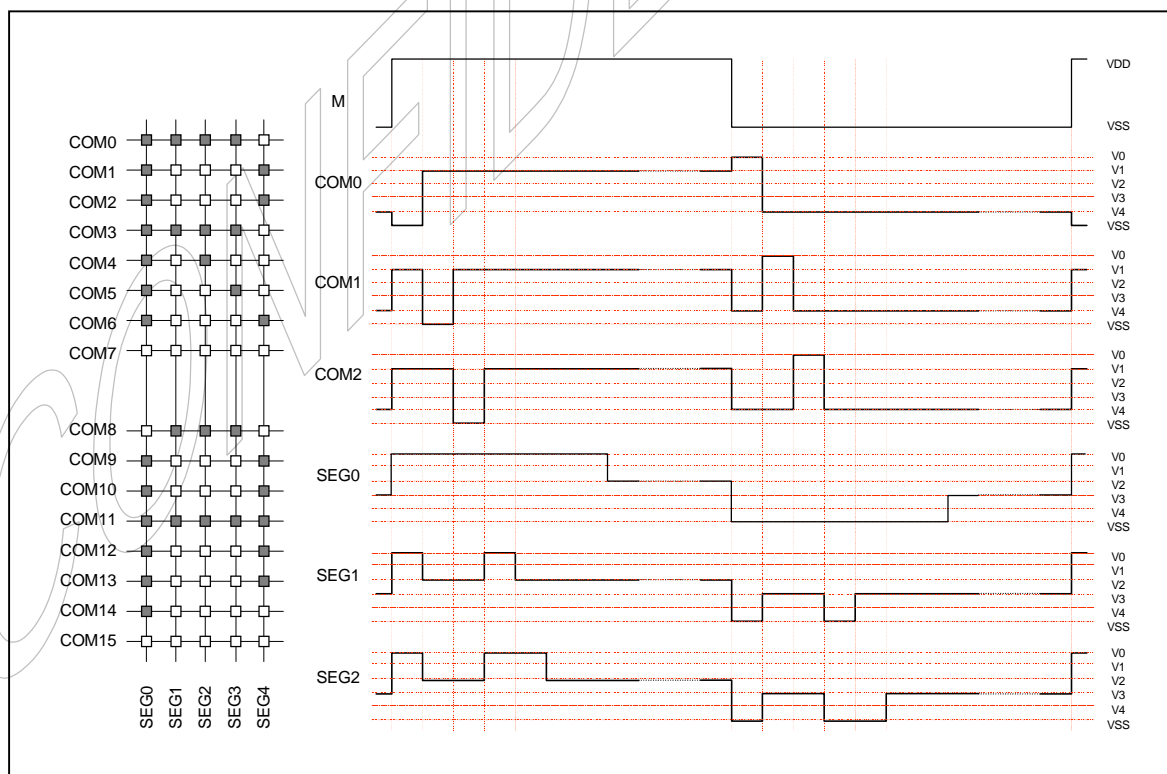 COM0
COM1
COM2
COM3
COM4
COM5
COM6
COM7
COM8
COM9
COM10
COM11
COM12
COM13
COM14
COM15
SEG0
SEG1
SEG2
SEG3
SEG4
M
VDD
VSS
COM0
V0
V1
V2
V3
V4
VSS
COM1
V0
V1
V2
V3
V4
VSS
COM2
V0
V1
V2
V3
V4
VSS
SEG0
V0
V1
V2
V3
V4
VSS
SEG1
V0
V1
V2
V3
V4
VSS
SEG2
V0
V1
V2
V3
V4
VSS